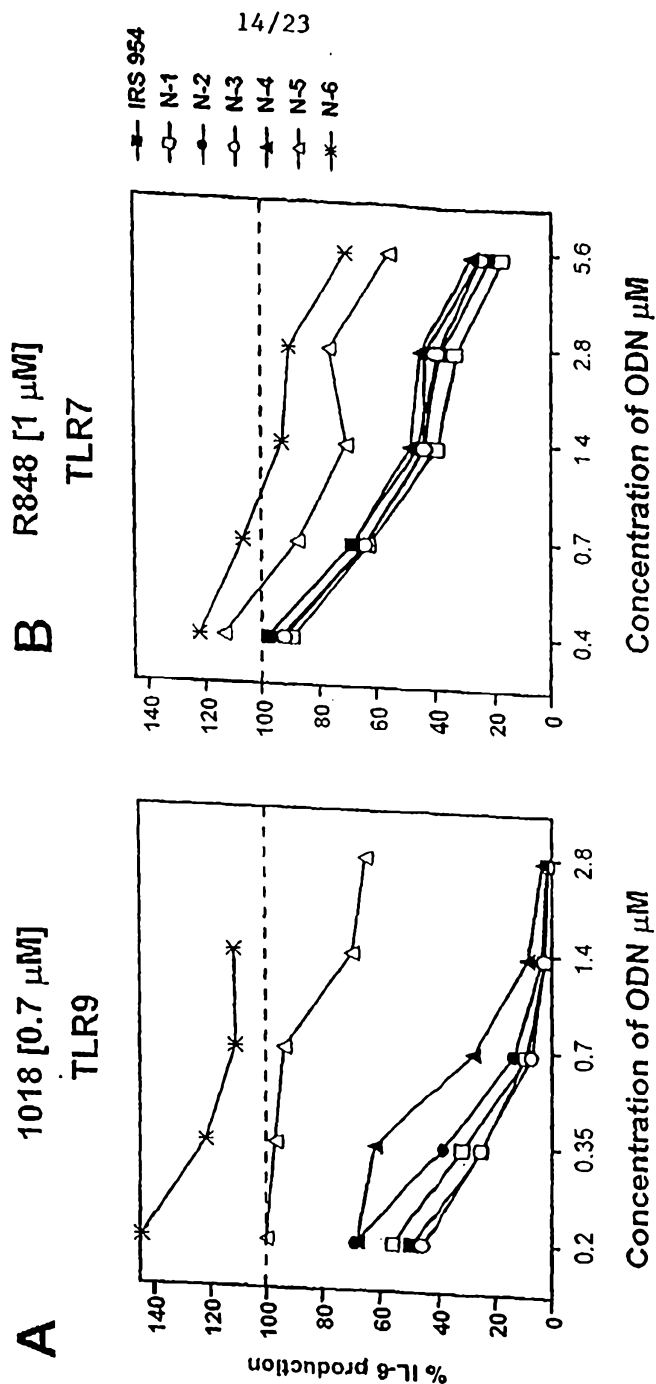 14/23
A
1018 [0.7 µM]
TLR9
% IL-6 production
140
120
100
80
60
40
20
0
0.2
0.35
0.7
1.4
2.8
Concentration of ODN µM
B
R848 [1 µM]
TLR7
140
120
100
80
60
40
20
0
0.4
0.7
1.4
2.8
5.6
Concentration of ODN µM
IRS 954
N-1
N-2
N-3
N-4
N-5
N-6